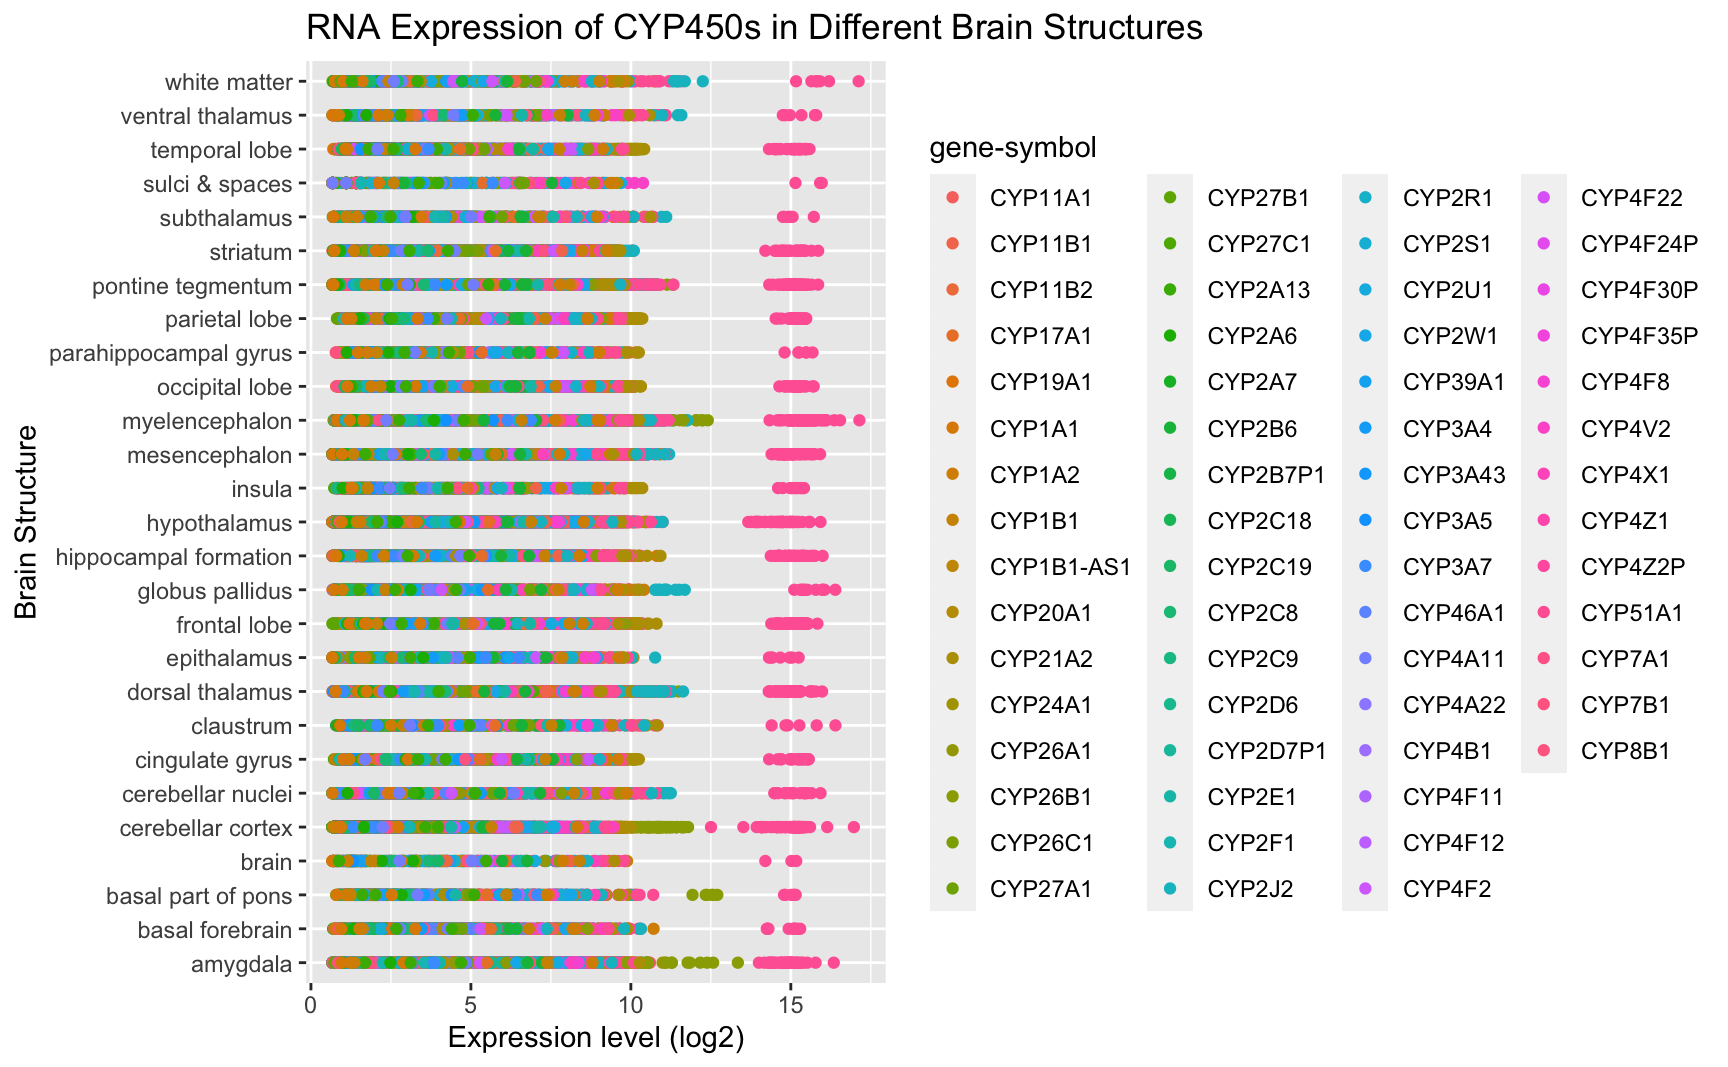 RNA Expression of CYP450s in Different Brain Structures
Brain Structure
white matter
ventral thalamus
temporal lobe
sulci & spaces
subthalamus
striatum
pontine tegmentum
parietal lobe
parahippocampal gyrus
occipital lobe
myelencephalon
mesencephalon
insula
hypothalamus
hippocampal formation
globus pallidus
frontal lobe
epithalamus
dorsal thalamus
claustrum
cingulate gyrus
cerebellar nuclei
cerebellar cortex
brain
basal part of pons
basal forebrain
amygdala
0 5 10 15
Expression level (log2)
gene-symbol
CYP11A1
CYP11B1
CYP11B2
CYP17A1
CYP19A1
CYP1A1
CYP1A2
CYP1B1
CYP1B1-AS1
CYP20A1
CYP21A2
CYP24A1
CYP26A1
CYP26B1
CYP26C1
CYP27A1
CYP27B1
CYP27C1
CYP2A13
CYP2A6
CYP2A7
CYP2B6
CYP2B7P1
CYP2C18
CYP2C19
CYP2C8
CYP2C9
CYP2D6
CYP2D7P1
CYP2E1
CYP2F1
CYP2J2
CYP2R1
CYP2S1
CYP2U1
CYP2W1
CYP39A1
CYP3A4
CYP3A43
CYP3A5
CYP3A7
CYP46A1
CYP4A11
CYP4A22
CYP4B1
CYP4F11
CYP4F12
CYP4F2
CYP4F22
CYP4F24P
CYP4F30P
CYP4F35P
CYP4F8
CYP4V2
CYP4X1
CYP4Z1
CYP4Z2P
CYP51A1
CYP7A1
CYP7B1
CYP8B1